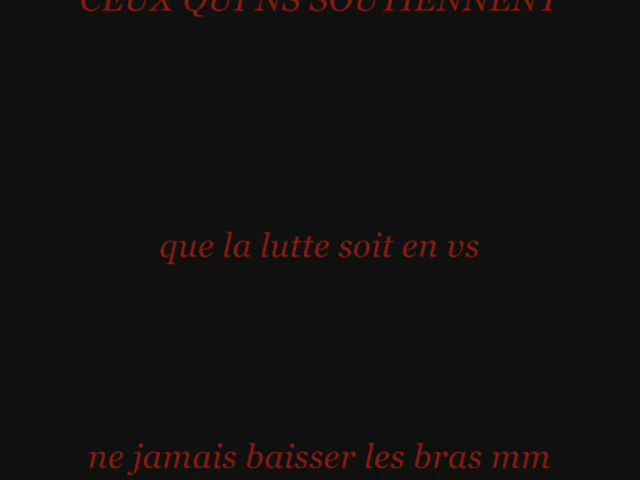 CEUX QUI NS SOUTIENNENT
que la lutte soit en vs
ne jamais baisser les bras mm